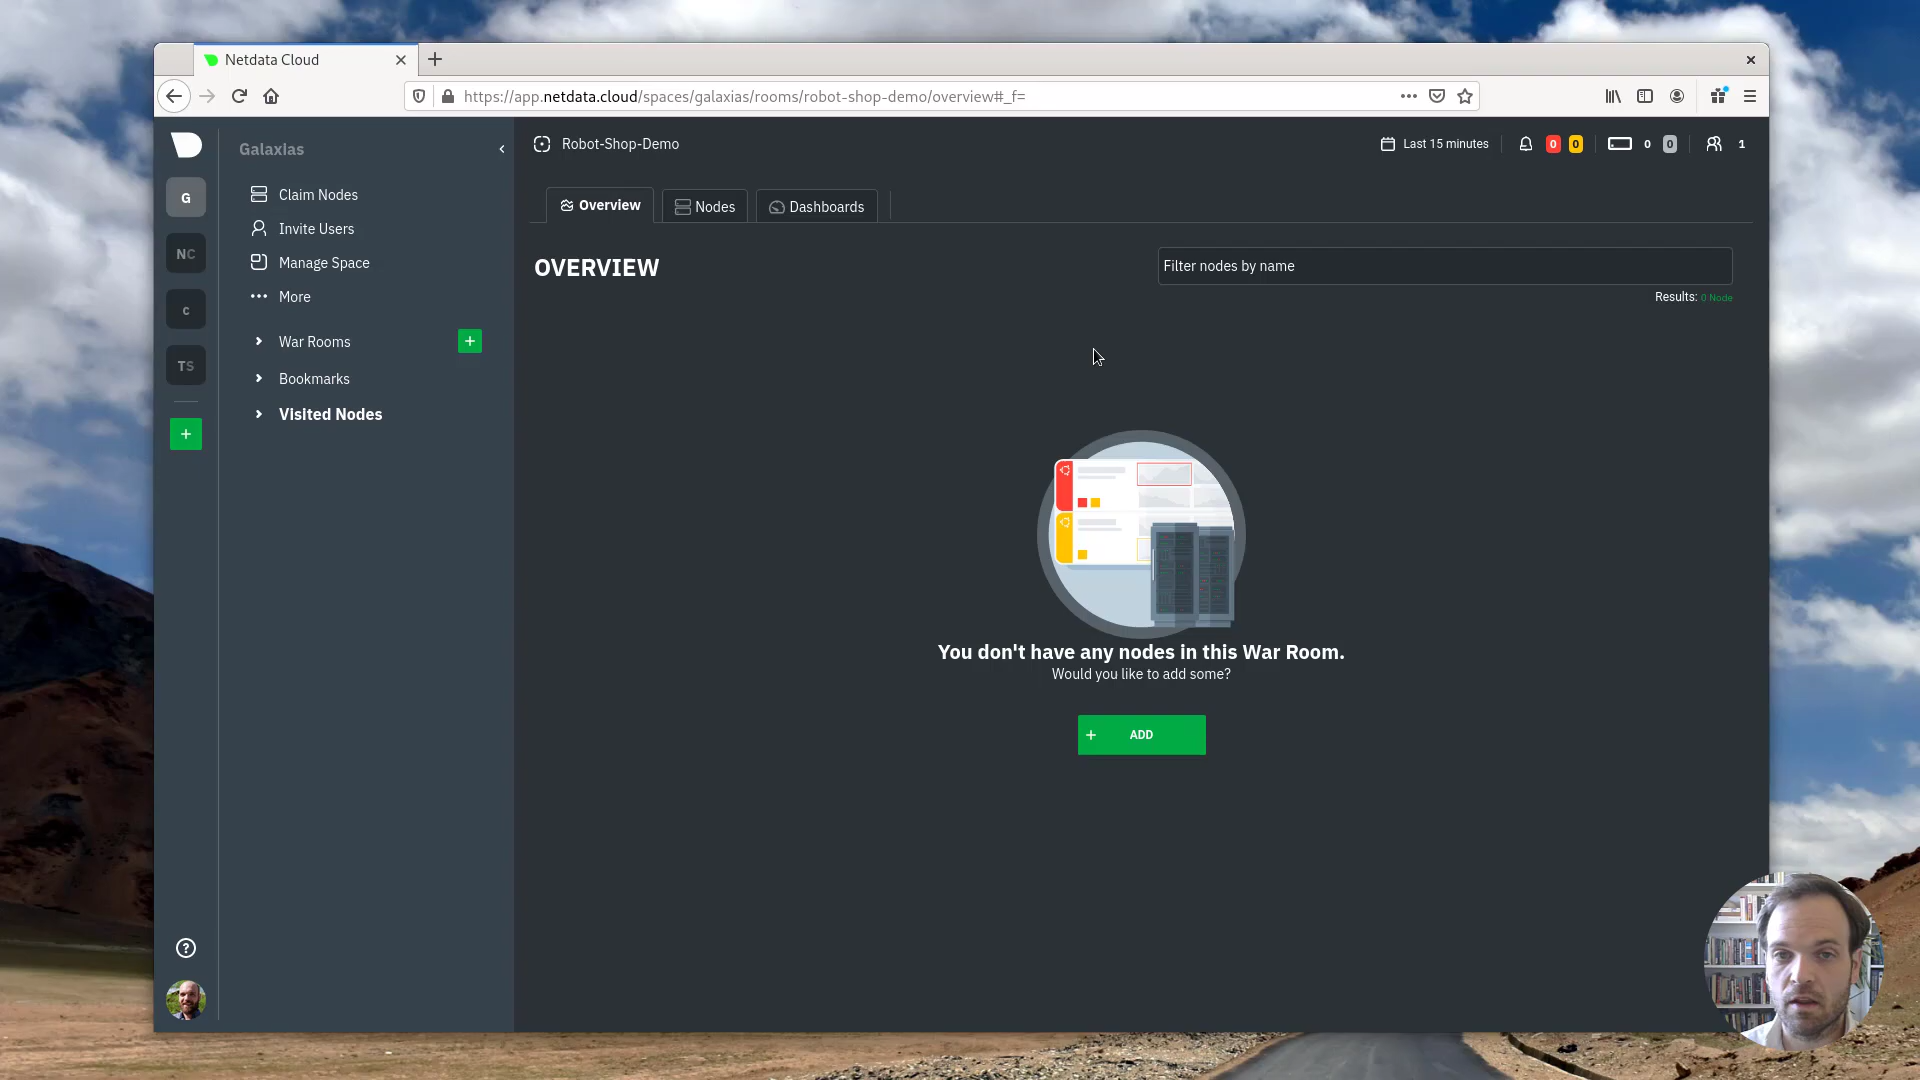 Netdata Cloud
https://app.netdata.cloud/spaces/galaxias/rooms/robot-shop-demo/overview#_f=
Galaxias
Robot-Shop-Demo
Last 15 minutes
0 0
0 0
1
G
NC
c
TS
Claim Nodes
Invite Users
Manage Space
More
War Rooms
Bookmarks
Visited Nodes
Overview
Nodes
Dashboards
OVERVIEW
Filter nodes by name
Results: 0 Node
You don't have any nodes in this War Room.
Would you like to add some?
+ ADD